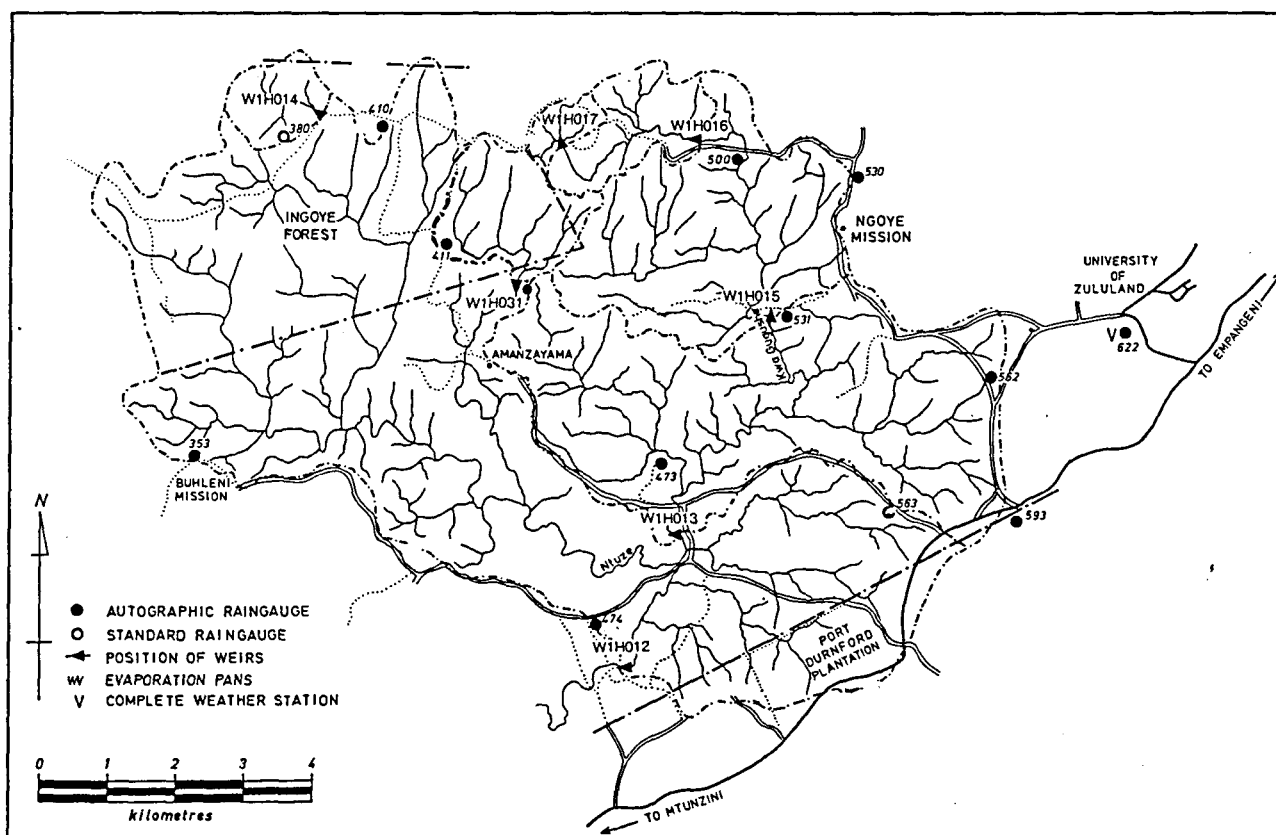 W1H014
410
380
W1H017
W1H016
500
530
INGOYE
FOREST
NGOYE
MISSION
411
UNIVERSITY
OF
ZULULAND
W1H031
W1H015
531
V
622
TO EMPANGENI
AMANZAYAMA
562
353
BUHLENI
MISSION
473
563
593
W1H013
Ntuze
N
474
W1H012
PORT
DURNFORD
PLANTATION
AUTOGRAPHIC RAINGAUGE
STANDARD RAINGAUGE
POSITION OF WEIRS
EVAPORATION PANS
V COMPLETE WEATHER STATION
0 1 2 3 4
kilometres
TO MTUNZINI